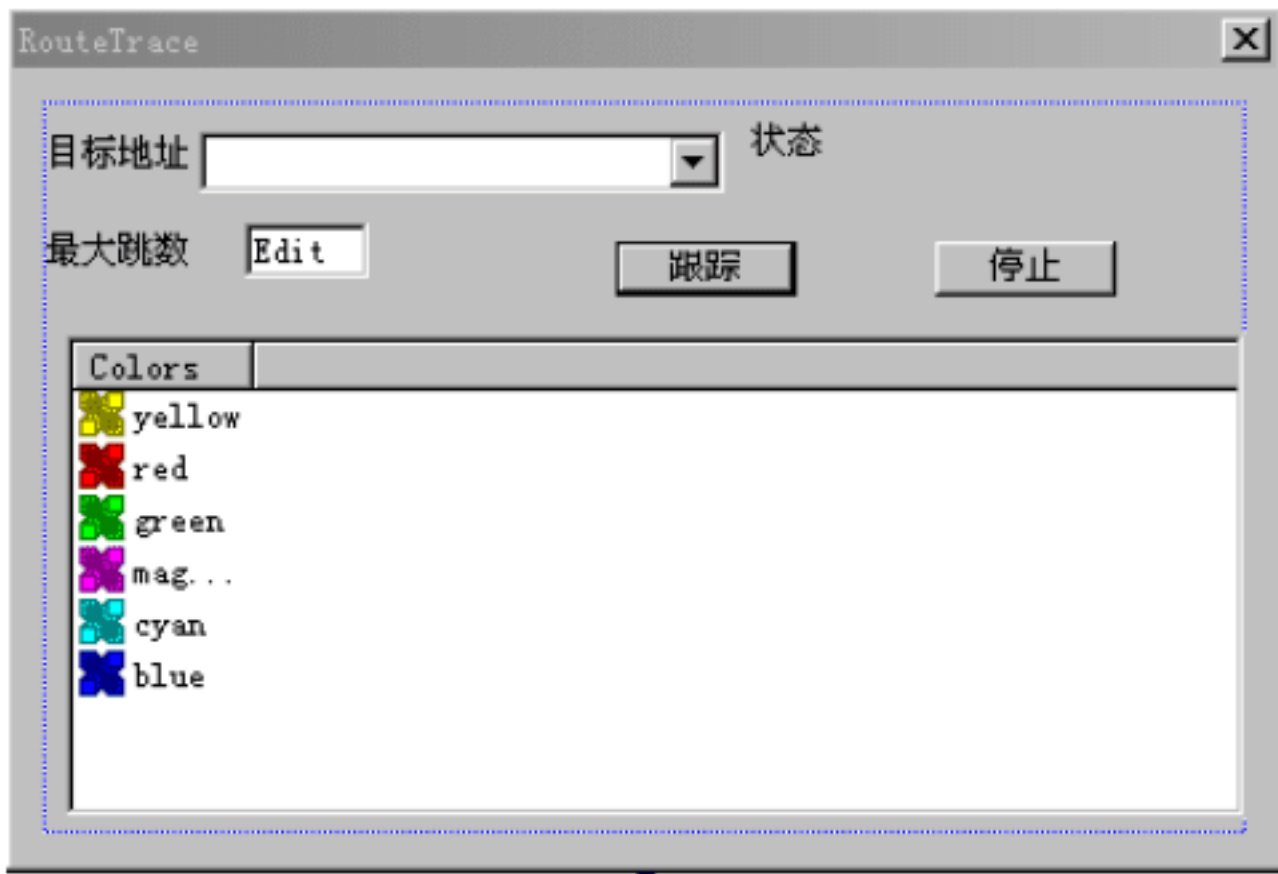 RouteTrace
目标地址
状态
最大跳数 Edit 跟踪 停止
Colors
yellow
red
green
mag...
cyan
blue